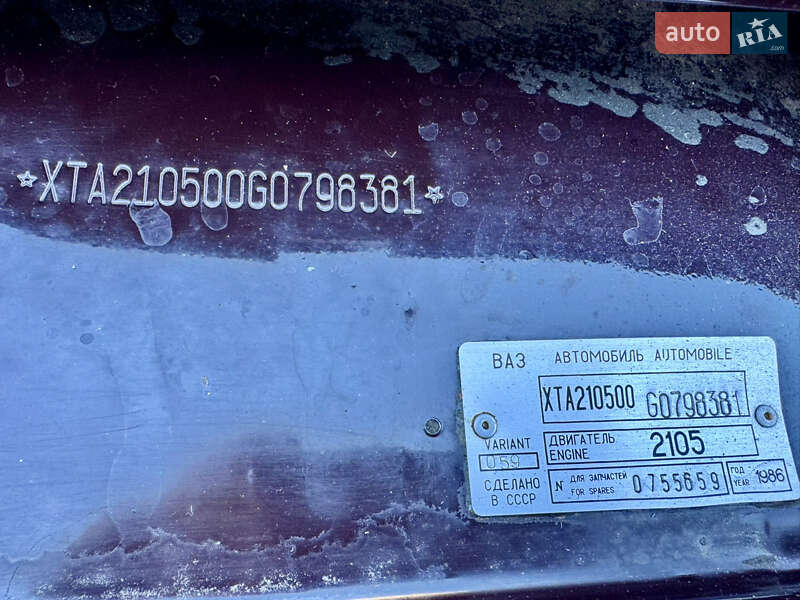 auto RIA
.com
☆XTA210500G0798381☆
ВАЗ АВТОМОБИЛЬ AUTOMOBILE
XTA210500 G0798381
VARIANT
059
ДВИГАТЕЛЬ
ENGINE
2105
СДЕЛАНО
В СССР
N ДЛЯ ЗАПЧАСТЕЙ
FOR SPARES
0755659
ГОД
YEAR
1986